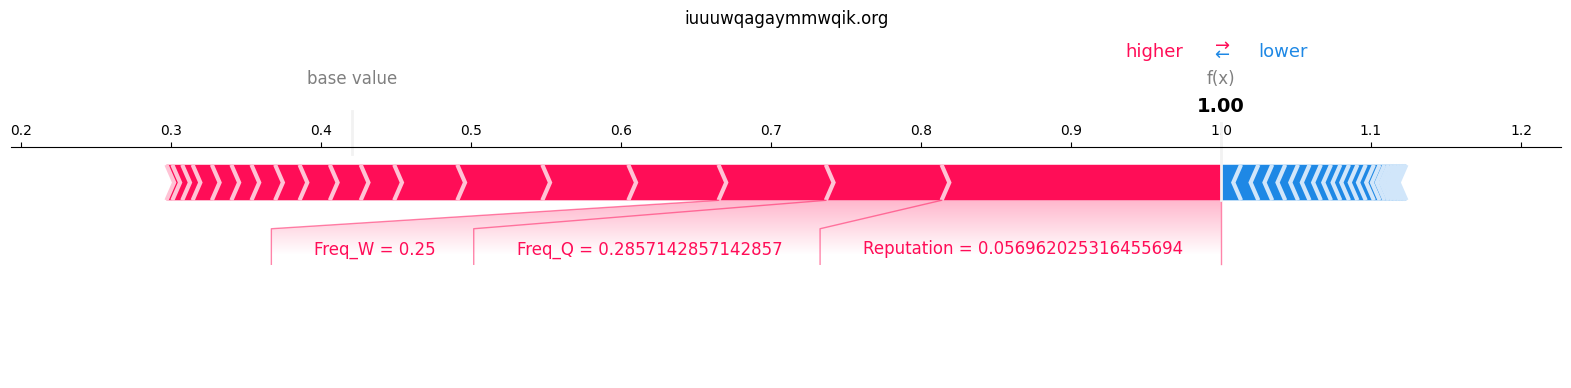 iuuuwqagaymmwqik.org
higher → ← lower
base value
f(x)
1.00
0.2 0.3 0.4 0.5 0.6 0.7 0.8 0.9 1.0 1.1 1.2
Freq_W = 0.25 Freq_Q = 0.2857142857142857 Reputation = 0.056962025316455694